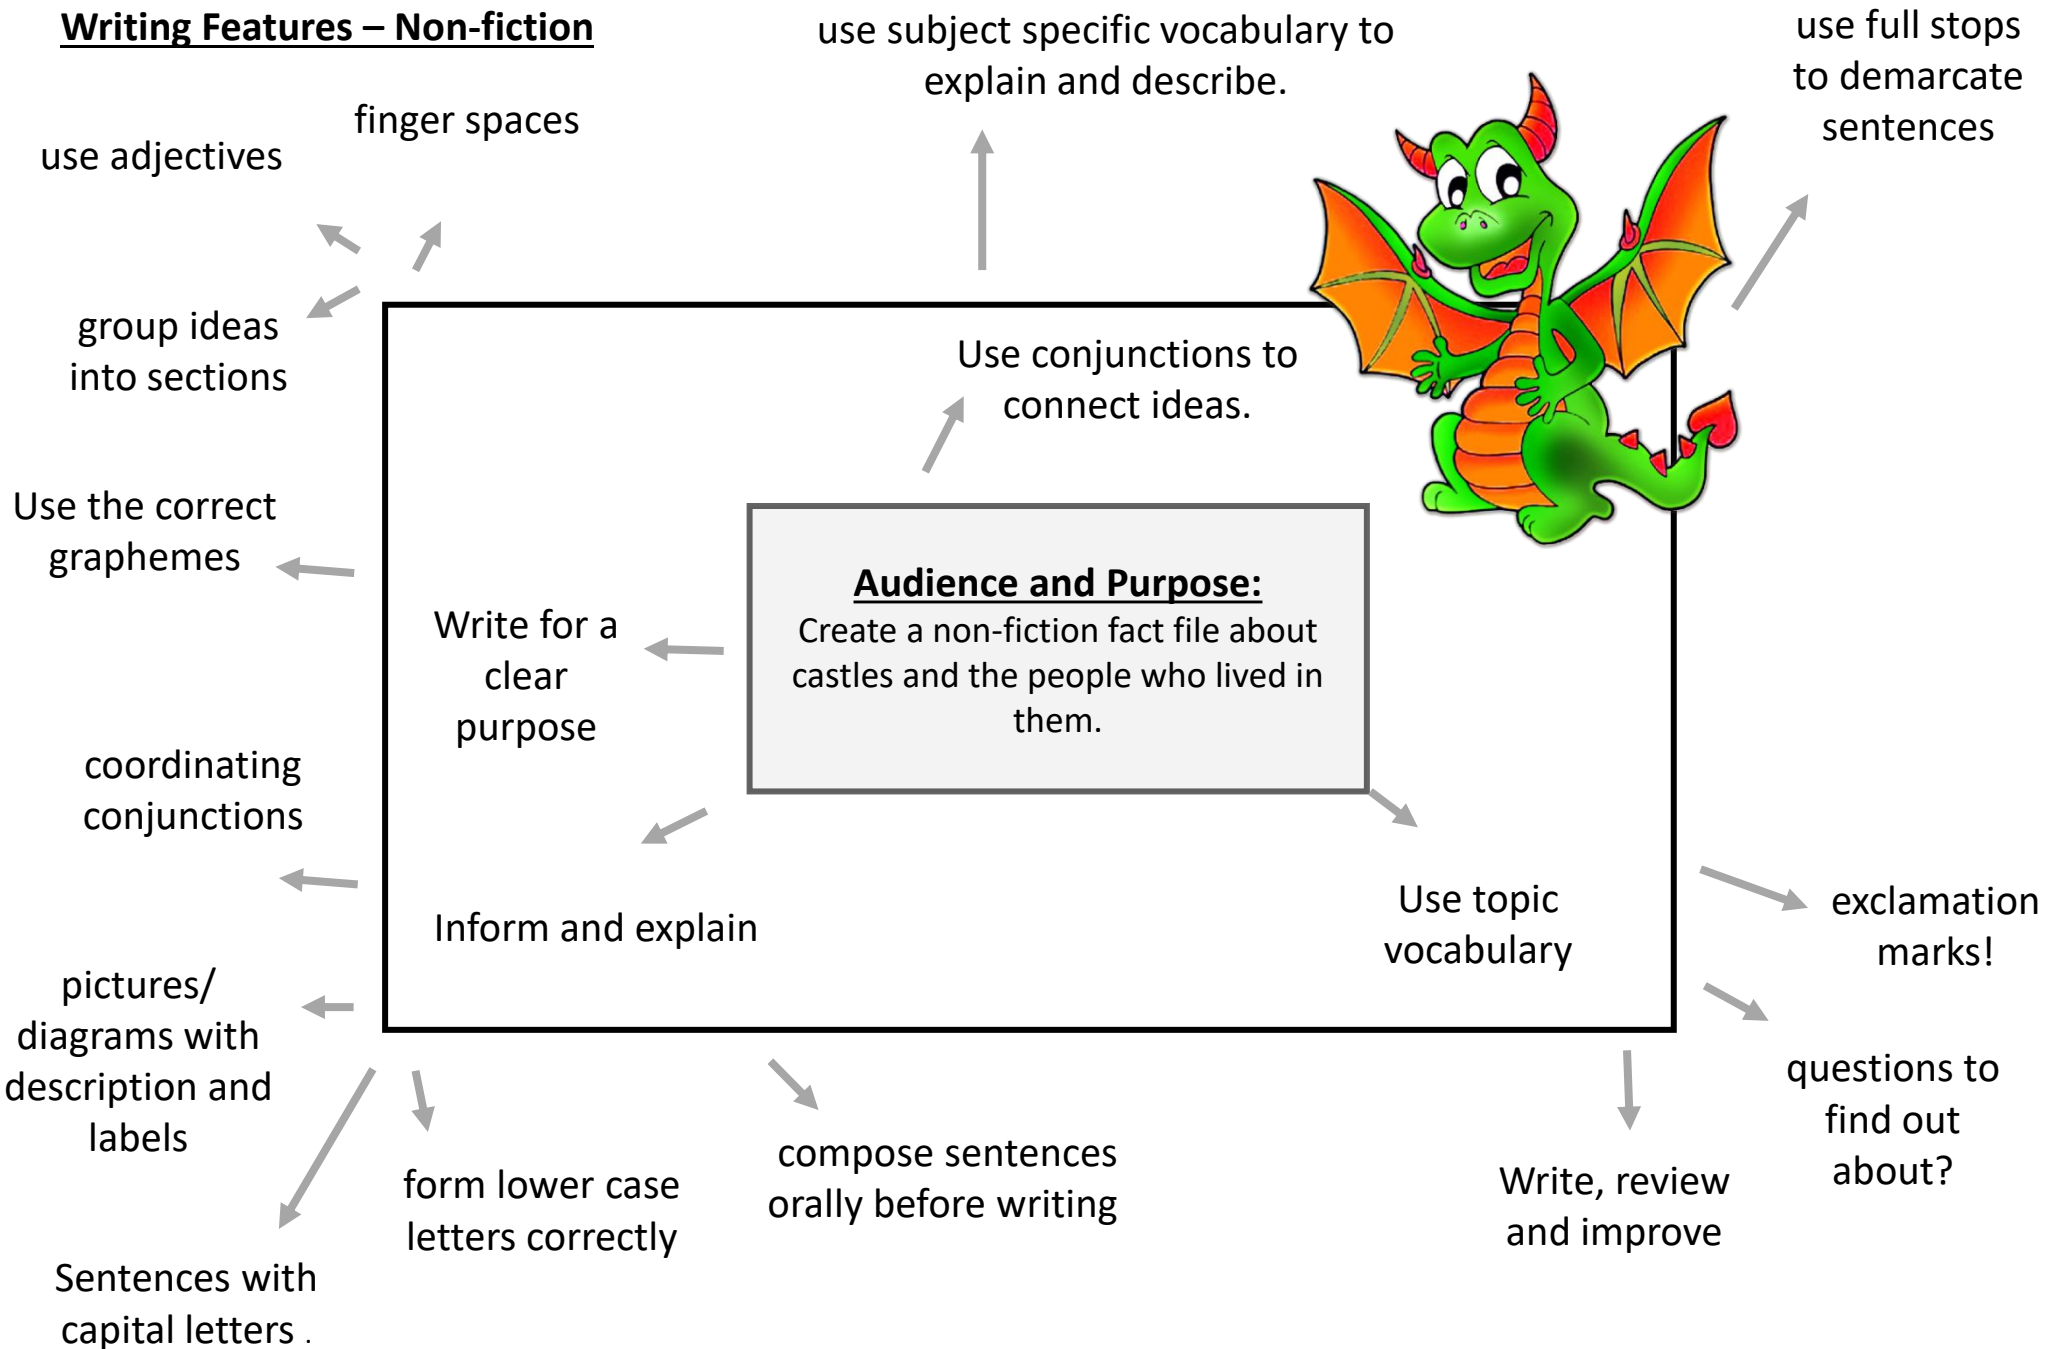 Writing Features – Non-fiction
use subject specific vocabulary to
explain and describe.
use full stops
to demarcate
sentences
finger spaces
use adjectives
group ideas
into sections
Use conjunctions to
connect ideas.
Use the correct
graphemes
Audience and Purpose:
Create a non-fiction fact file about
castles and the people who lived in
them.
Write for a
clear
purpose
coordinating
conjunctions
Inform and explain
Use topic
vocabulary
exclamation
marks!
pictures/
diagrams with
description and
labels
questions to
find out
about?
form lower case
letters correctly
compose sentences
orally before writing
Write, review
and improve
Sentences with
capital letters .